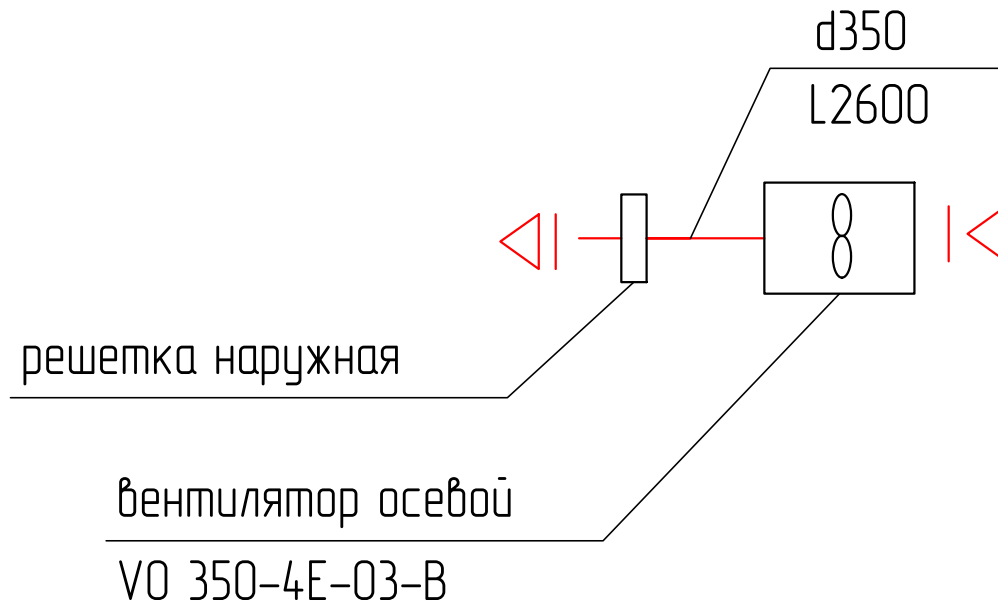 d350
L2600
решетка наружная
вентилятор осевой
VO 350-4E-03-B